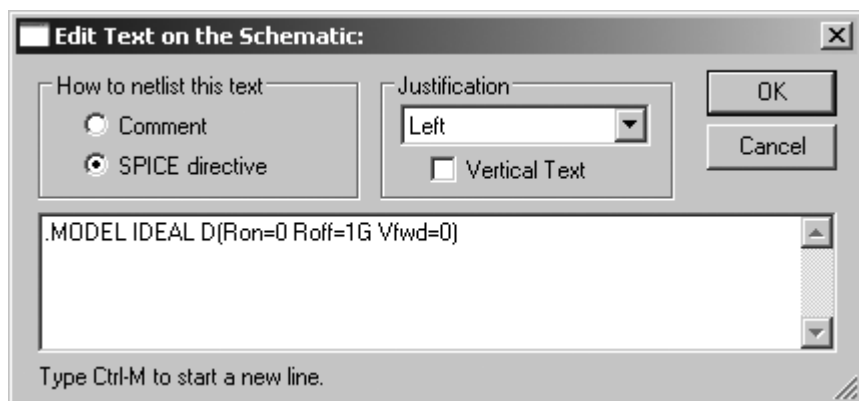 Edit Text on the Schematic:
How to netlist this text
Comment
SPICE directive
Justification
Left
Vertical Text
OK
Cancel
.MODEL IDEAL D(Ron=0 Roff=1G Vfwd=0)
Type Ctrl-M to start a new line.